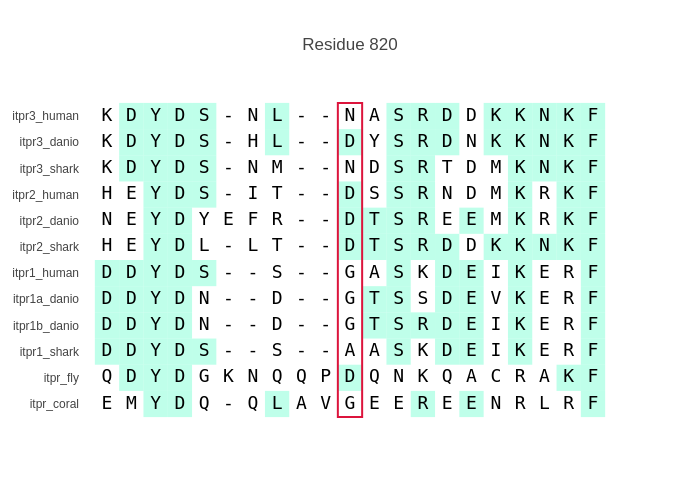 Residue 820
itpr3_human K D Y D S - N L - - N A S R D D K K N K F
itpr3_danio K D Y D S - H L - - D Y S R D N K K N K F
itpr3_shark K D Y D S - N M - - N D S R T D M K N K F
itpr2_human H E Y D S - I T - - D S S R N D M K R K F
itpr2_danio N E Y D Y E F R - - D T S R E E M K R K F
itpr2_shark H E Y D L - L T - - D T S R D D K K N K F
itpr1_human D D Y D S - - S - - G A S K D E I K E R F
itpr1a_danio D D Y D N - - D - - G T S S D E V K E R F
itpr1b_danio D D Y D N - - D - - G T S R D E I K E R F
itpr1_shark D D Y D S - - S - - A A S K D E I K E R F
itpr_fly Q D Y D G K N Q Q P D Q N K Q A C R A K F
itpr_coral E M Y D Q - Q L A V G E E R E E N R L R F